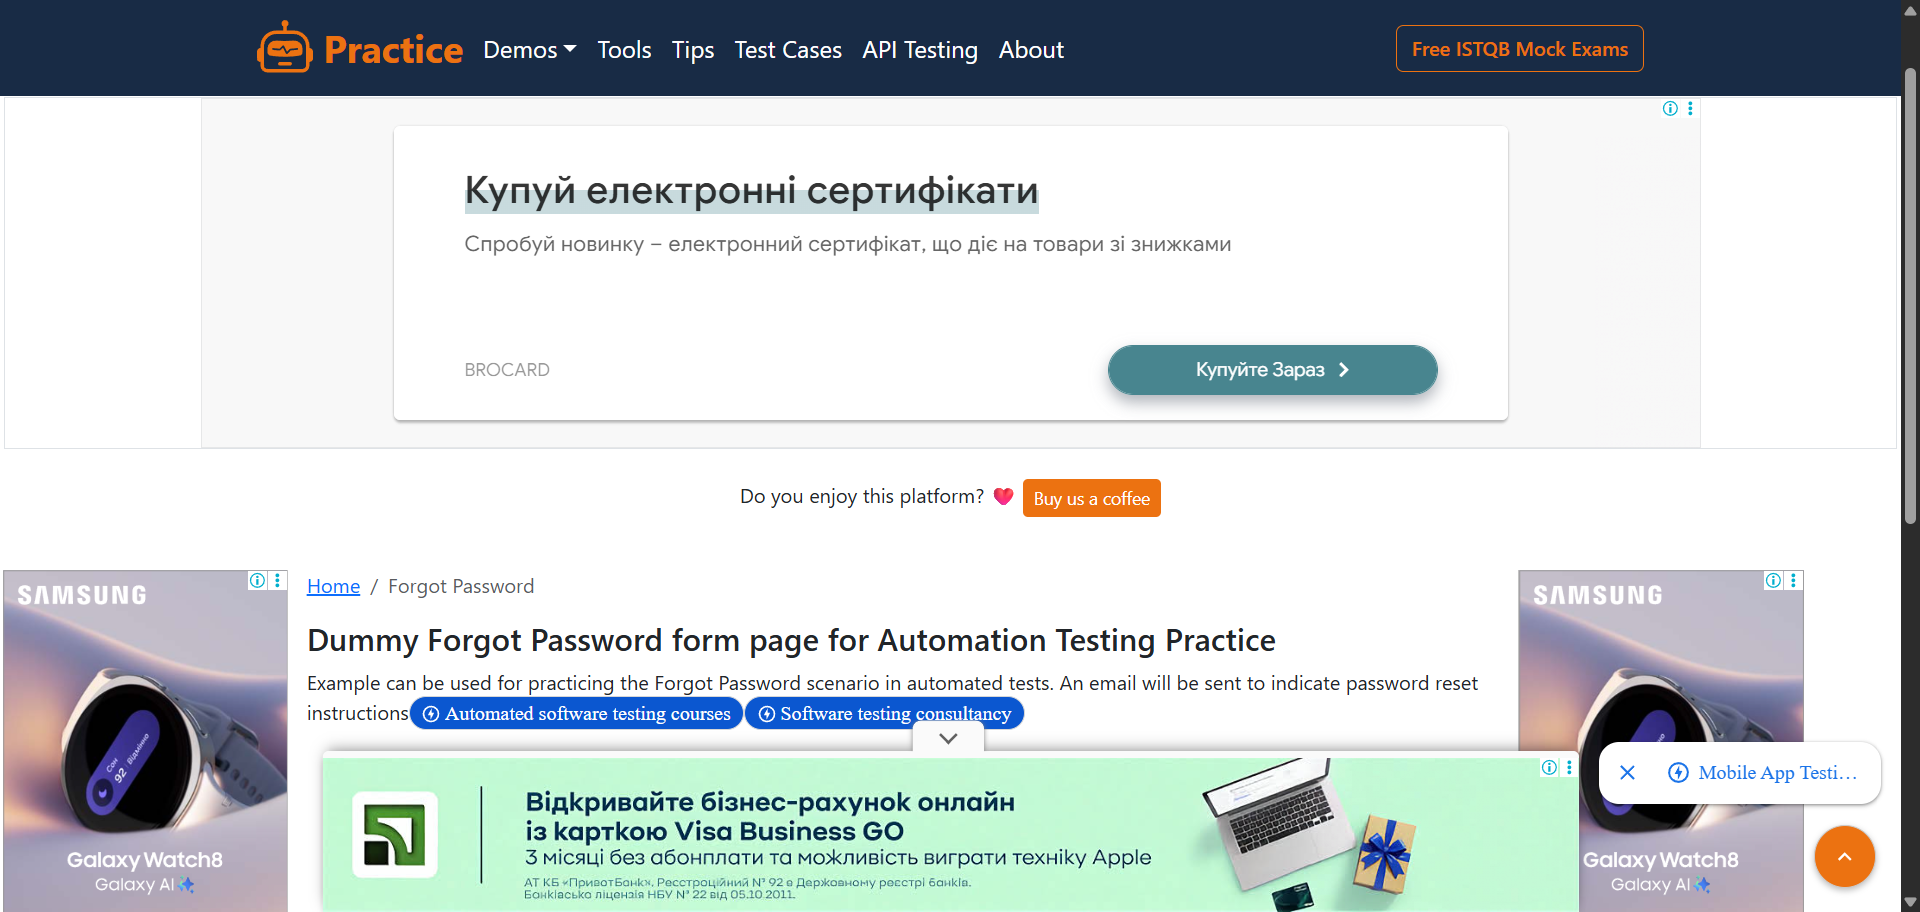 Practice
Demos
Tools
Tips
Test Cases
API Testing
About
Free ISTQB Mock Exams
Купуй електронні сертифікати
Спробуй новинку – електронний сертифікат, що діє на товари зі знижками
BROCARD
Купуйте Зараз
Do you enjoy this platform?
Buy us a coffee
SAMSUNG
Сон
92
Відмінно
Galaxy Watch8
Galaxy AI
Home / Forgot Password
Dummy Forgot Password form page for Automation Testing Practice
Example can be used for practicing the Forgot Password scenario in automated tests. An email will be sent to indicate password reset
instructions Automated software testing courses Software testing consultancy
Відкривайте бізнес-рахунок онлайн
із карткою Visa Business GO
3 місяці без абонплати та можливість виграти техніку Apple
АТ КБ «ПриватБанк». Реєстраційний № 92 в Державному реєстрі банків.
Банківська ліцензія НБУ № 22 від 05.10.2011.
SAMSUNG
Mobile App Testi…
Galaxy Watch8
Galaxy AI